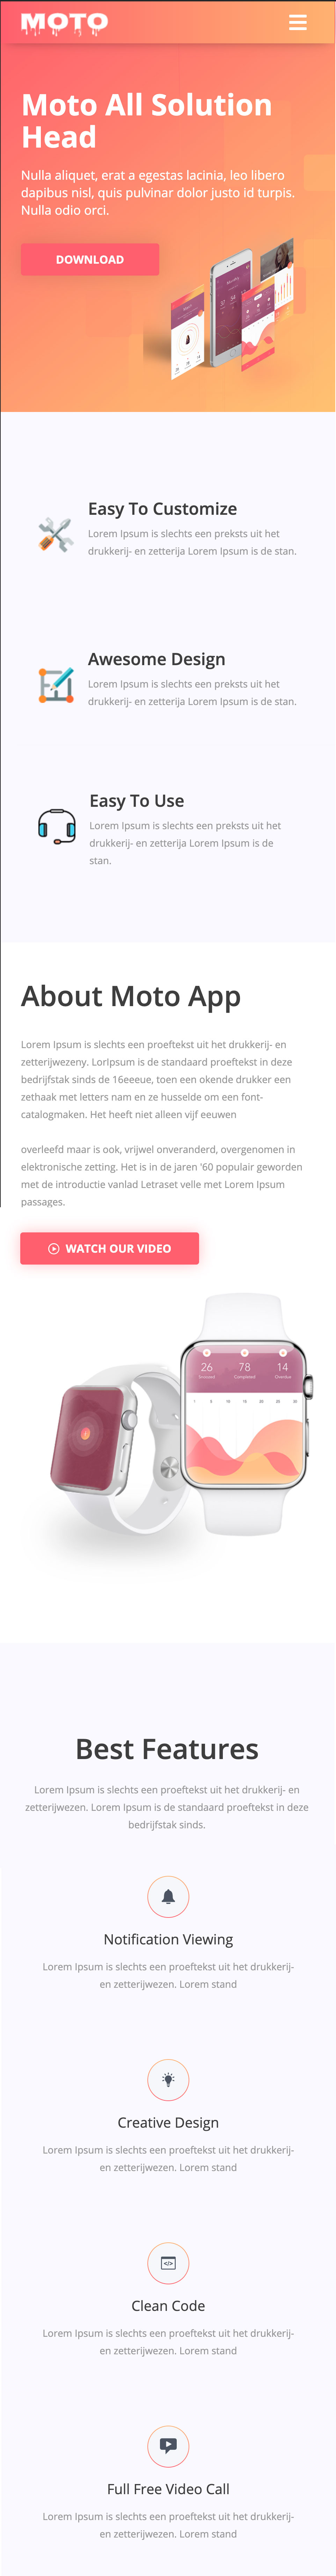 MOTO
Moto All Solution
Head
Nulla aliquet, erat a egestas lacinia, leo libero
dapibus nisl, quis pulvinar dolor justo id turpis.
Nulla odio orci.
DOWNLOAD
Easy To Customize
Lorem Ipsum is slechts een preksts uit het
drukkerij- en zetterija Lorem Ipsum is de stan.
Awesome Design
Lorem Ipsum is slechts een preksts uit het
drukkerij- en zetterija Lorem Ipsum is de stan.
Easy To Use
Lorem Ipsum is slechts een preksts uit het
drukkerij- en zetterija Lorem Ipsum is de
stan.
About Moto App
Lorem Ipsum is slechts een proeftekst uit het drukkerij- en
zetterijwezeny. LorIpsum is de standaard proeftekst in deze
bedrijfstak sinds de 16eeeue, toen een okende drukker een
zethaak met letters nam en ze husselde om een font-
catalogmaken. Het heeft niet alleen vijf eeuwen
overleefd maar is ook, vrijwel onveranderd, overgenomen in
elektronische zetting. Het is in de jaren '60 populair geworden
met de introductie vanlad Letraset velle met Lorem Ipsum
passages.
WATCH OUR VIDEO
26 78 14
Completed Overdue
Best Features
Lorem Ipsum is slechts een proeftekst uit het drukkerij- en
zetterijwezen. Lorem Ipsum is de standaard proeftekst in deze
bedrijfstak sinds.
Notification Viewing
Lorem Ipsum is slechts een proeftekst uit het drukkerij-
en zetterijwezen. Lorem stand
Creative Design
Lorem Ipsum is slechts een proeftekst uit het drukkerij-
en zetterijwezen. Lorem stand
Clean Code
Lorem Ipsum is slechts een proeftekst uit het drukkerij-
en zetterijwezen. Lorem stand
Full Free Video Call
Lorem Ipsum is slechts een proeftekst uit het drukkerij-
en zetterijwezen. Lorem stand